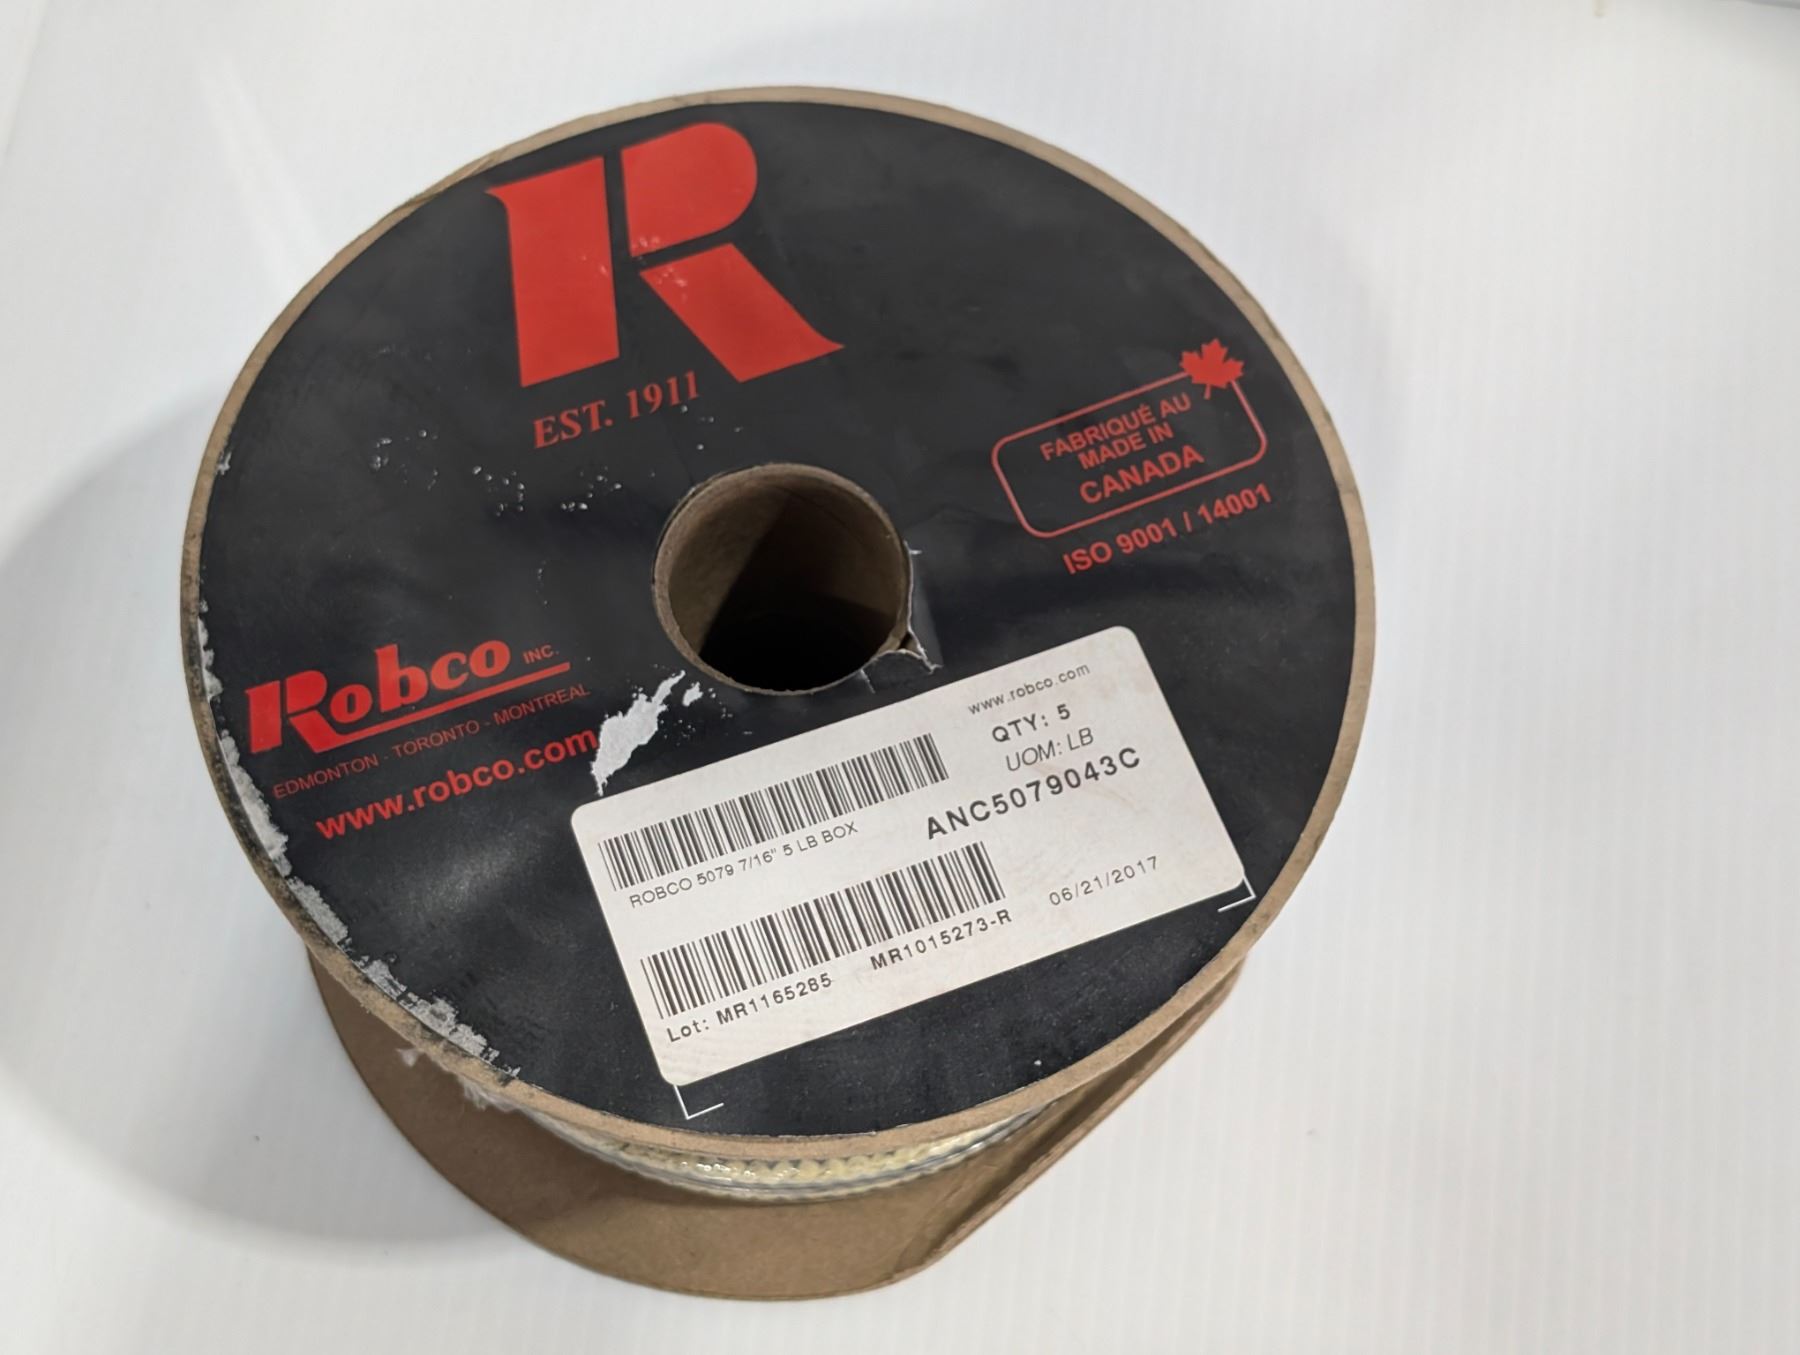 R
EST. 1911
FABRIQUÉ AU
MADE IN
CANADA
ISO 9001 / 14001
Robco INC.
EDMONTON - TORONTO - MONTREAL
www.robco.com
www.robco.com
QTY: 5
UOM: LB
ROBCO 5079 7/16" 5 LB BOX
ANC5079043C
Lot: MR1165285 MR1015273-R
06/21/2017